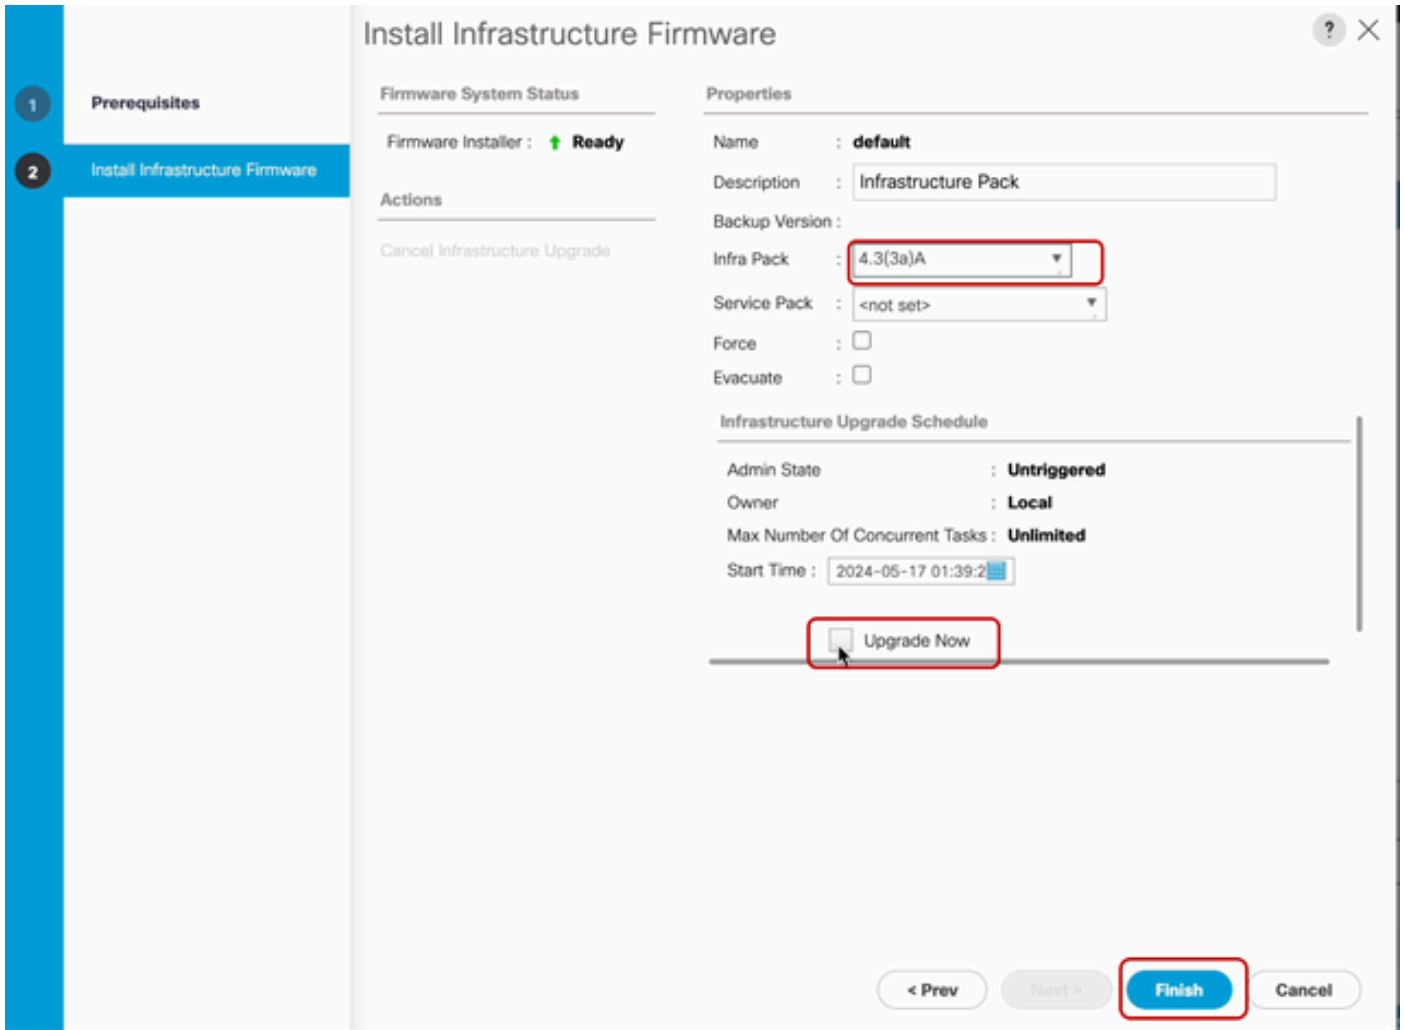 Install Infrastructure Firmware
?
1 Prerequisites
2 Install Infrastructure Firmware
Firmware System Status
Firmware Installer : Ready
Actions
Cancel Infrastructure Upgrade
Properties
Name : default
Description : Infrastructure Pack
Backup Version :
Infra Pack : 4.3(3a)A
Service Pack : <not set>
Force :
Evacuate :
Infrastructure Upgrade Schedule
Admin State : Untriggered
Owner : Local
Max Number Of Concurrent Tasks : Unlimited
Start Time : 2024-05-17 01:39:2
Upgrade Now
< Prev
Next >
Finish
Cancel